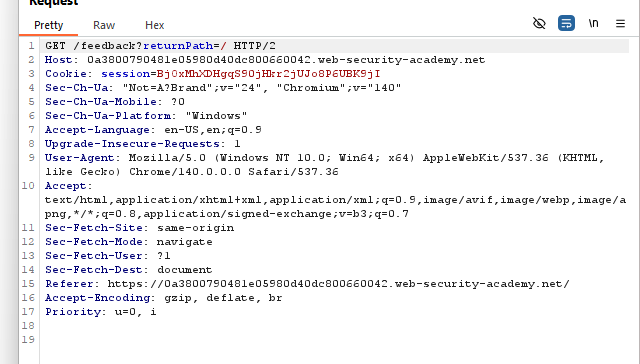 Request
Pretty Raw Hex \n
1 GET /feedback?returnPath=/ HTTP/2
2 Host: 0a3800790481e05980d40dc800660042.web-security-academy.net
3 Cookie: session=Bj0xMhXDHgqS90jHkr2jUJo8P6UBK9jI
4 Sec-Ch-Ua: "Not=A?Brand";v="24", "Chromium";v="140"
5 Sec-Ch-Ua-Mobile: ?0
6 Sec-Ch-Ua-Platform: "Windows"
7 Accept-Language: en-US,en;q=0.9
8 Upgrade-Insecure-Requests: 1
9 User-Agent: Mozilla/5.0 (Windows NT 10.0; Win64; x64) AppleWebKit/537.36 (KHTML,
like Gecko) Chrome/140.0.0.0 Safari/537.36
10 Accept:
text/html,application/xhtml+xml,application/xml;q=0.9,image/avif,image/webp,image/a
png,*/*;q=0.8,application/signed-exchange;v=b3;q=0.7
11 Sec-Fetch-Site: same-origin
12 Sec-Fetch-Mode: navigate
13 Sec-Fetch-User: ?1
14 Sec-Fetch-Dest: document
15 Referer: https://0a3800790481e05980d40dc800660042.web-security-academy.net/
16 Accept-Encoding: gzip, deflate, br
17 Priority: u=0, i
18
19